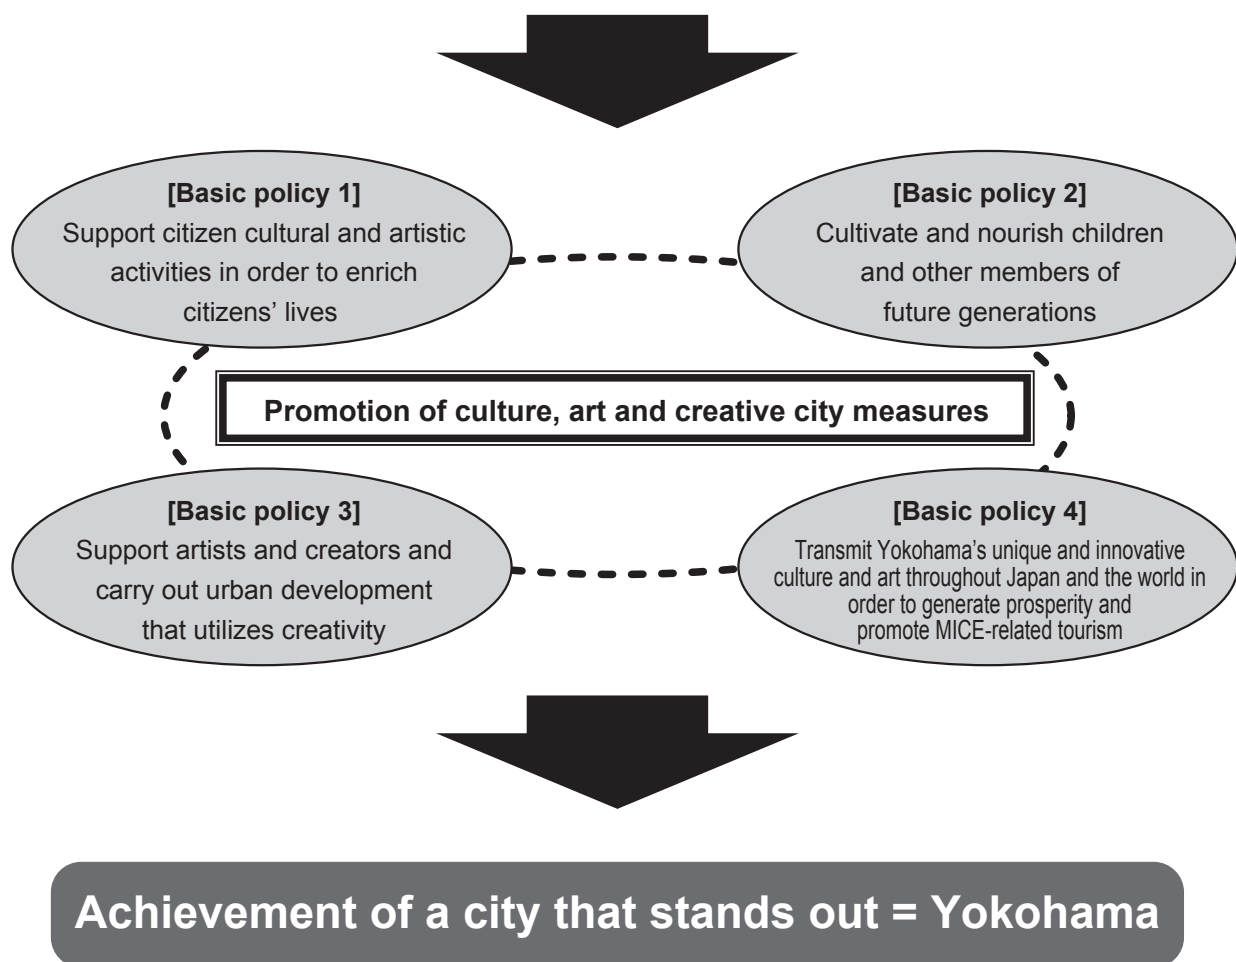 [Basic policy 1]
Support citizen cultural and artistic
activities in order to enrich
citizens’ lives
[Basic policy 2]
Cultivate and nourish children
and other members of
future generations
Promotion of culture, art and creative city measures
[Basic policy 3]
Support artists and creators and
carry out urban development
that utilizes creativity
[Basic policy 4]
Transmit Yokohama’s unique and innovative
culture and art throughout Japan and the world in
order to generate prosperity and
promote MICE-related tourism
Achievement of a city that stands out = Yokohama